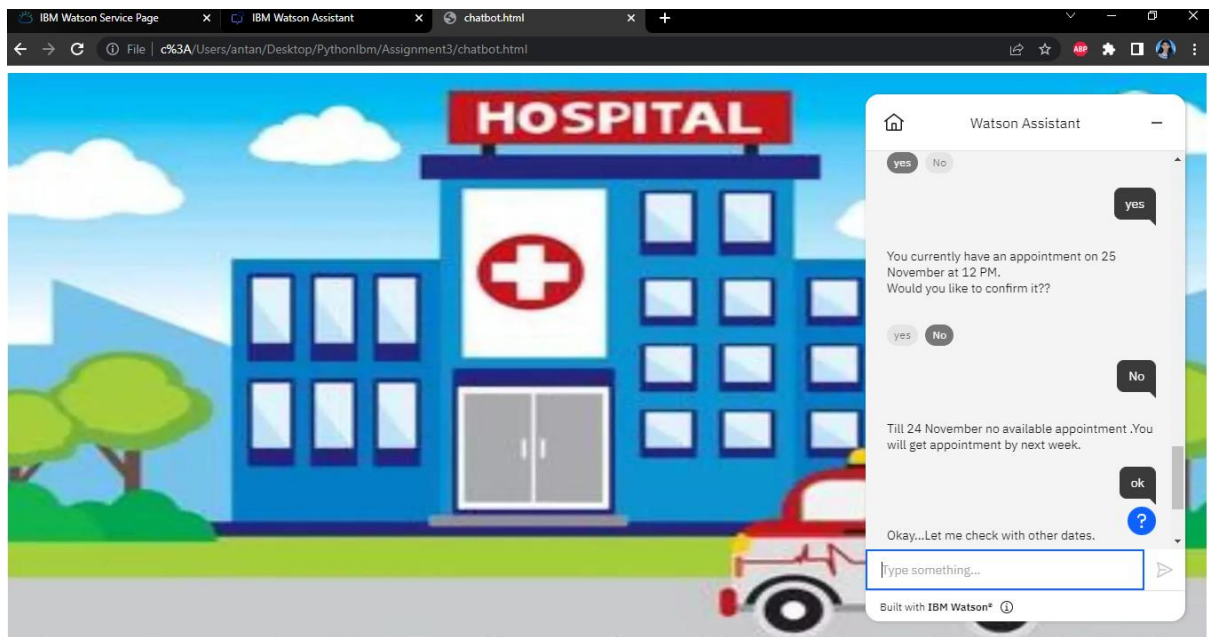 IBM Watson Service Page
IBM Watson Assistant
chatbot.html
File | c%3A/Users/antan/Desktop/PythonIbm/Assignment3/chatbot.html
ABP
HOSPITAL
Watson Assistant
yes No
yes
You currently have an appointment on 25
November at 12 PM.
Would you like to confirm it??
yes No
No
Till 24 November no available appointment .You
will get appointment by next week.
ok
?
Okay...Let me check with other dates.
Type something...
Built with IBM Watson®